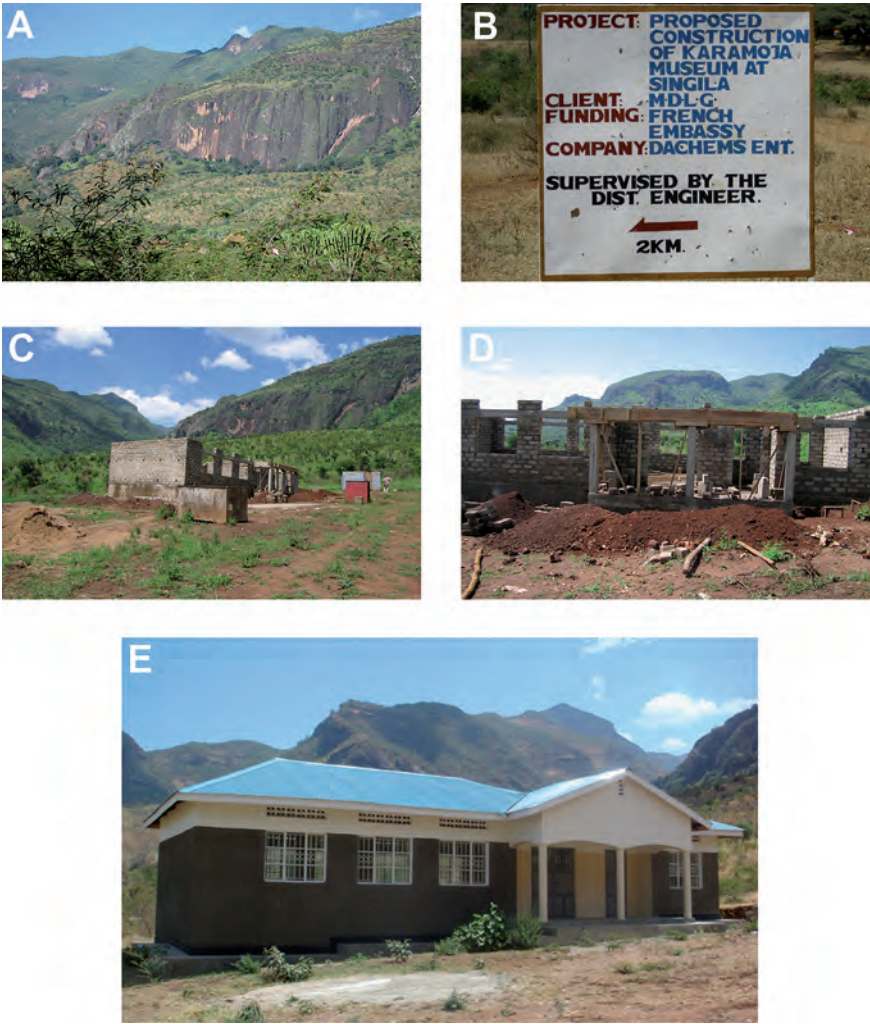 A
B
PROJECT: PROPOSED
CONSTRUCTION
OF KARAMOJA
MUSEUM AT
SINGILA
CLIENT: M·D·L·G·
FUNDING: FRENCH
EMBASSY
COMPANY: DACHEMS ENT.
SUPERVISED BY THE
DIST. ENGINEER.
2KM.
C
D
E